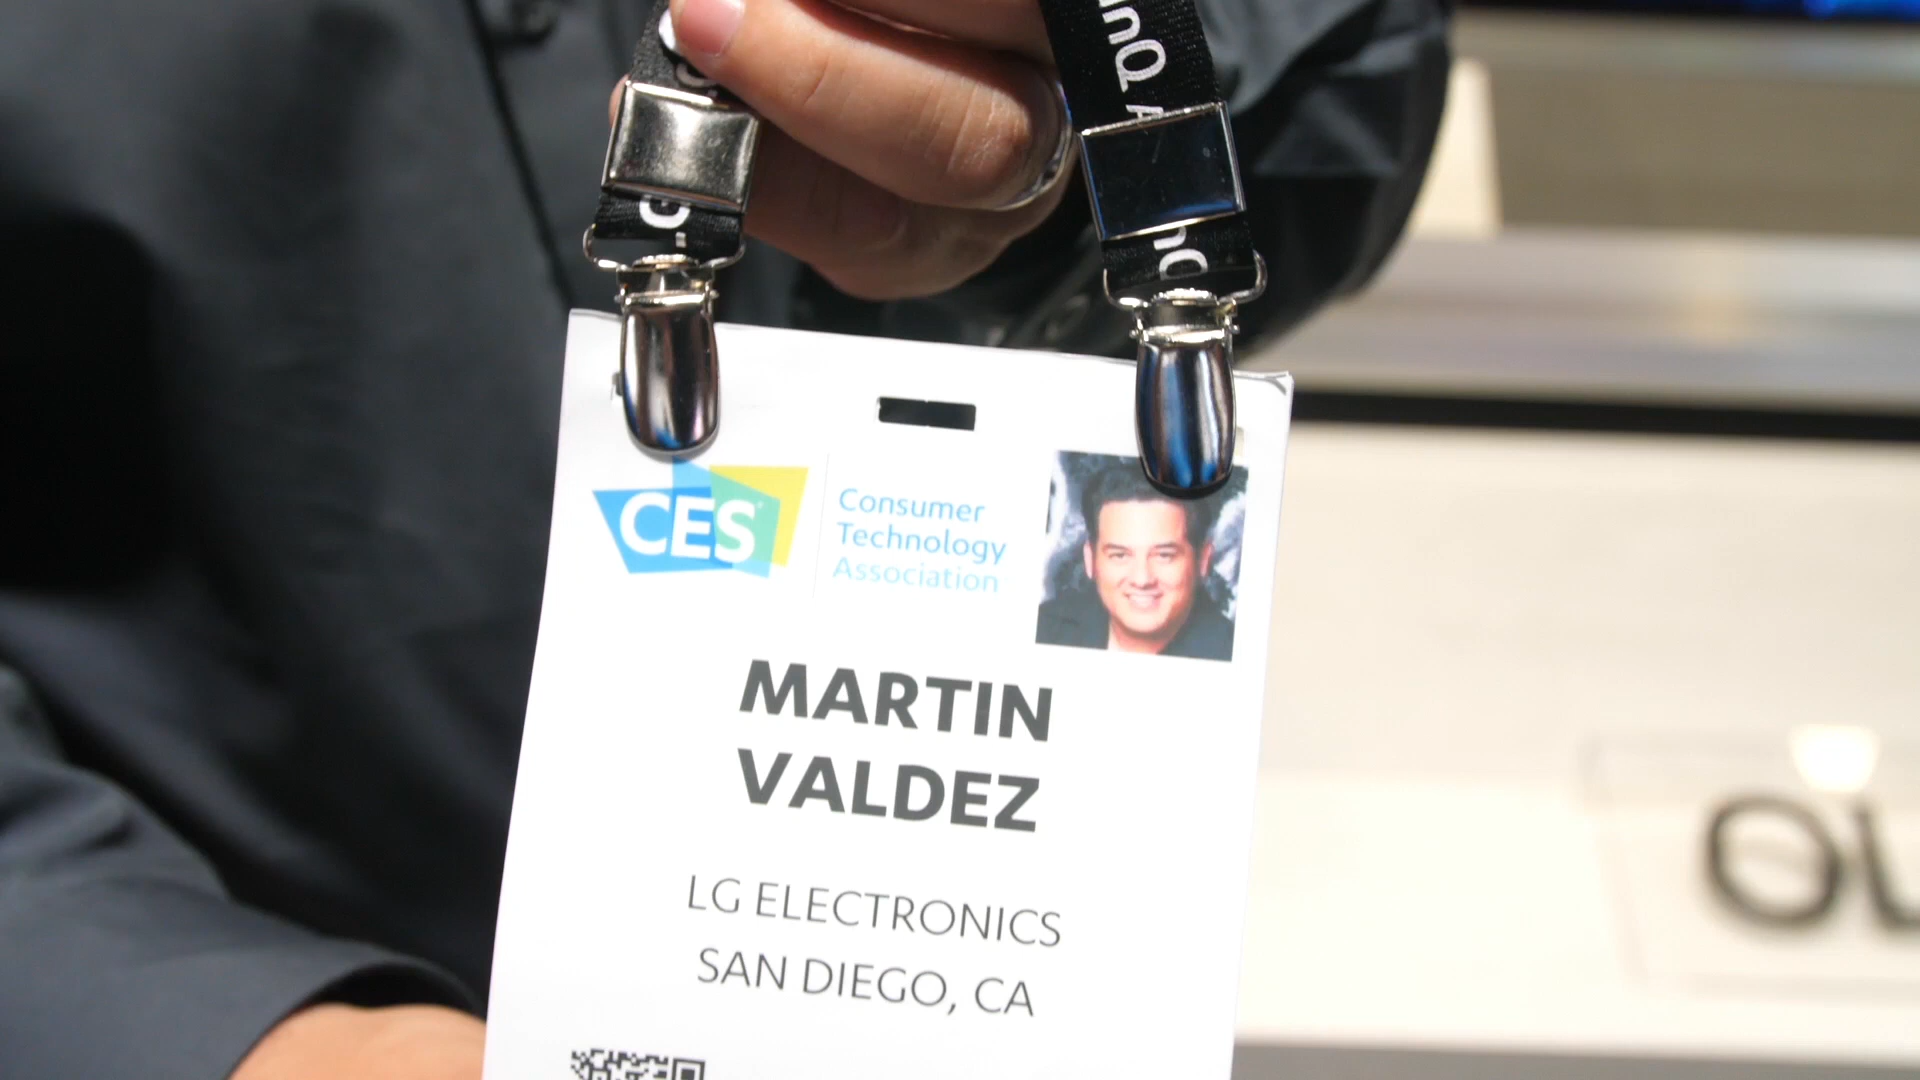 CES
Consumer
Technology
Association
MARTIN
VALDEZ
LG ELECTRONICS
SAN DIEGO, CA